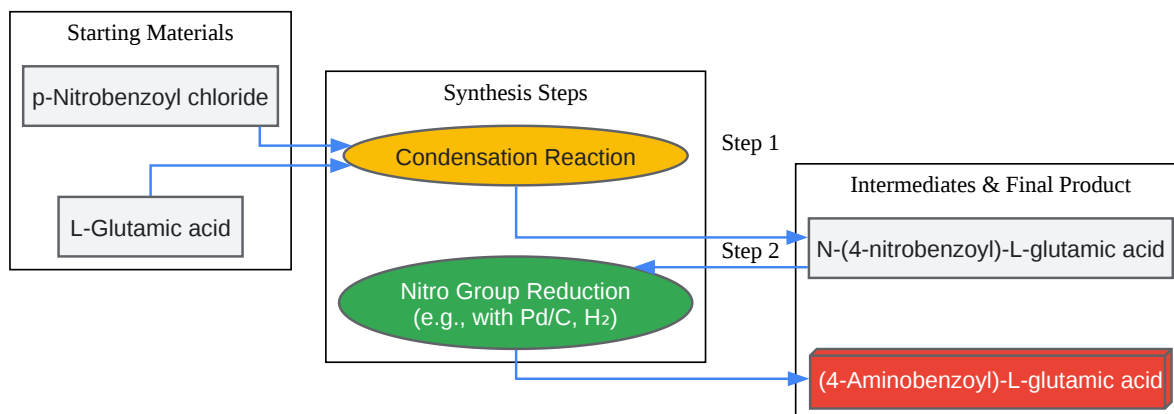 Starting Materials
p-Nitrobenzoyl chloride
L-Glutamic acid
Synthesis Steps
Condensation Reaction
Nitro Group Reduction
(e.g., with Pd/C, H₂)
Step 1
Step 2
Intermediates & Final Product
N-(4-nitrobenzoyl)-L-glutamic acid
(4-Aminobenzoyl)-L-glutamic acid